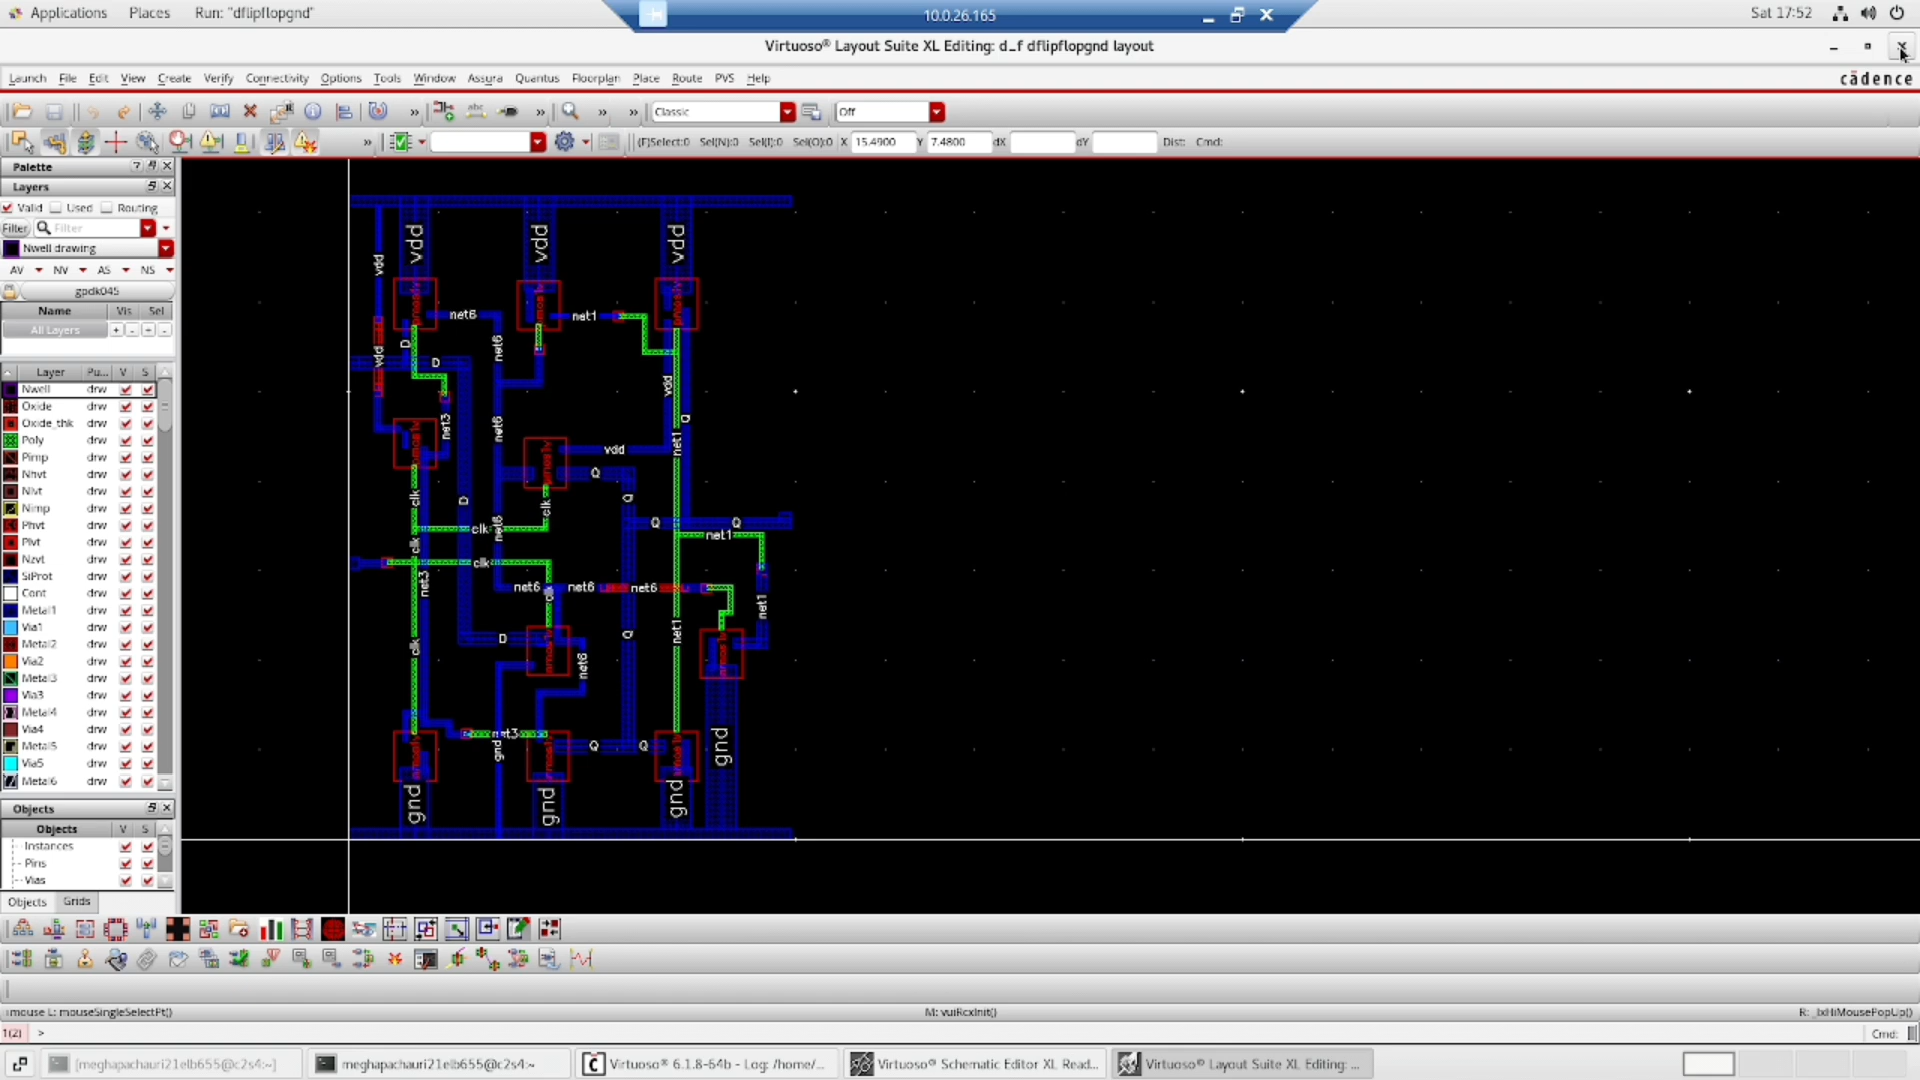 Applications Places Run: "dflipflopgnd"
10.0.26.165
Sat 17:52
Virtuoso® Layout Suite XL Editing: d_f dflipflopgnd layout
Launch File Edit View Create Verify Connectivity Options Tools Window Assura Quantus Floorplan Place Route PVS Help
cādence
Classic
Off
(F)Select:0 Sel(N):0 Sel(I):0 Sel(O):0 X 15.4900 Y 7.4800 dX dY Dist: Cmd:
Palette
Layers
Valid Used Routing
Filter Filter
Nwell drawing
AV NV AS NS
gpdk045
Name Vis Sel
All Layers + - + -
Layer Pu... V S
Nwell drw
Oxide drw
Oxide_thk drw
Poly drw
Pimp drw
Nhvt drw
Nlvt drw
Nimp drw
Phvt drw
Plvt drw
Nzvt drw
SiProt drw
Cont drw
Metal1 drw
Via1 drw
Metal2 drw
Via2 drw
Metal3 drw
Via3 drw
Metal4 drw
Via4 drw
Metal5 drw
Via5 drw
Metal6 drw
Objects
Objects V S
Instances
Pins
Vias
Objects Grids
vdd vdd vdd
vdd
net6 net1
D D net6
vdd
vdd
net3 net6 Q
net1
vdd
Q
clk D clk Q
clk net6 Q Q
clk net1
clk
net3 net6 net6 net6
clk net1
net1
clk D Q
net6
net3
gnd Q Q gnd
gnd gnd gnd
mouse L: mouseSingleSelectPt()
M: vuiRcxInit()
R: _lxHiMousePopUp()
1(2) >
Cmd:
[meghapachauri21elb655@c2s4:~]
meghapachauri21elb655@c2s4:~
Virtuoso® 6.1.8-64b - Log: /home/...
Virtuoso® Schematic Editor XL Read...
Virtuoso® Layout Suite XL Editing: ...